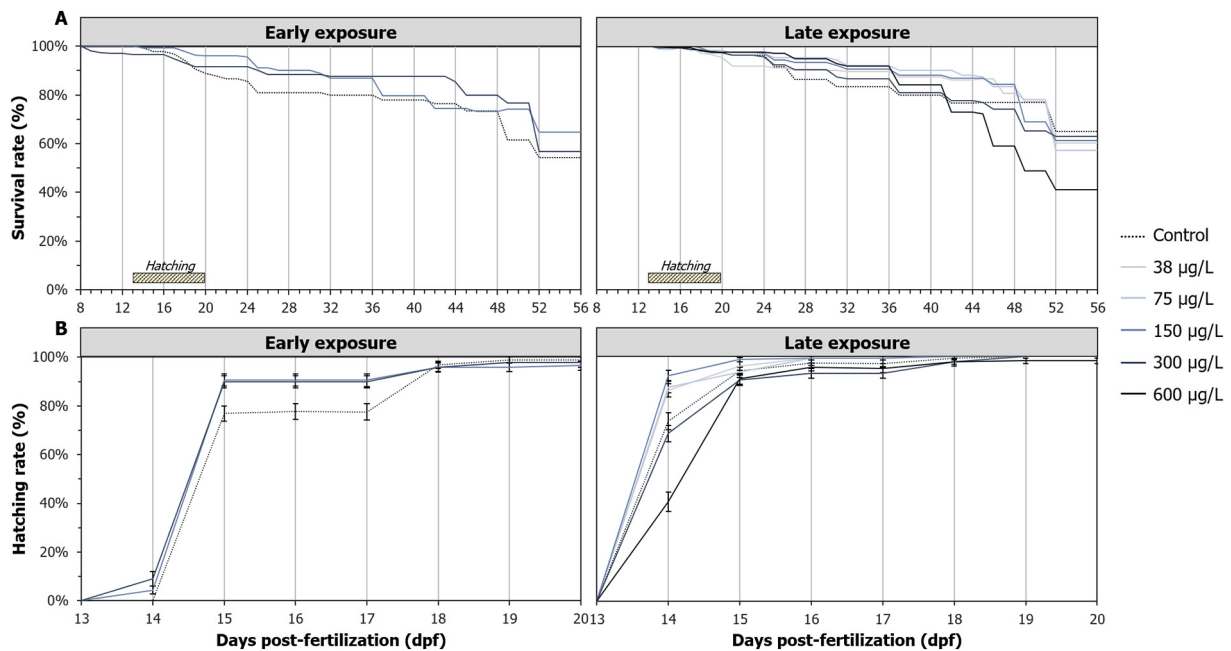 A
Early exposure
Late exposure
Survival rate (%)
100%
80%
60%
40%
20%
0%
Hatching
Hatching
8 12 16 20 24 28 32 36 40 44 48 52 56
8 12 16 20 24 28 32 36 40 44 48 52 56
Control
38 µg/L
75 µg/L
150 µg/L
300 µg/L
600 µg/L
B
Early exposure
Late exposure
Hatching rate (%)
100%
80%
60%
40%
20%
0%
13 14 15 16 17 18 19 20
13 14 15 16 17 18 19 20
Days post-fertilization (dpf)
Days post-fertilization (dpf)